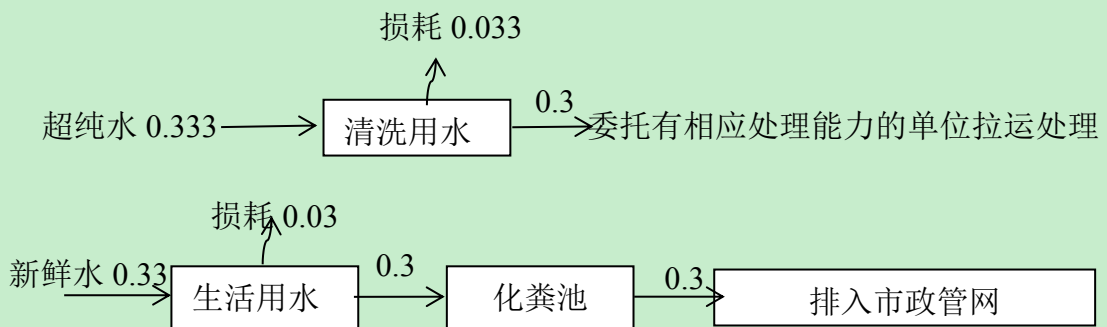 损耗 0.033
超纯水 0.333
清洗用水
0.3
委托有相应处理能力的单位拉运处理
损耗 0.03
新鲜水 0.33
生活用水
0.3
化粪池
0.3
排入市政管网